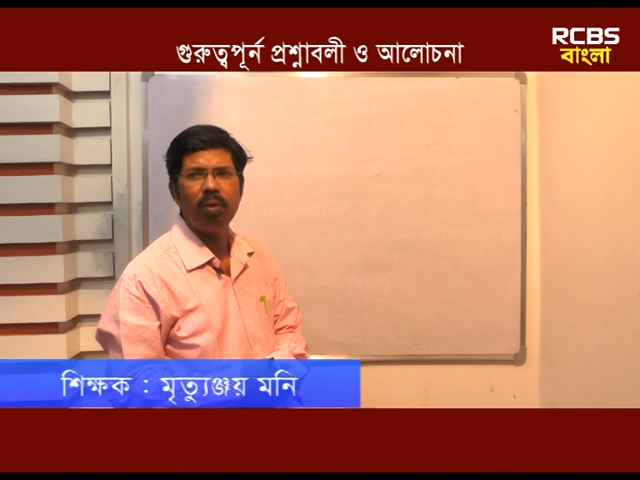 গুরুত্বপূর্ন প্রশ্নাবলী ও আলোচনা
RCBS
বাংলা
শিক্ষক : মৃত্যুঞ্জয় মনি